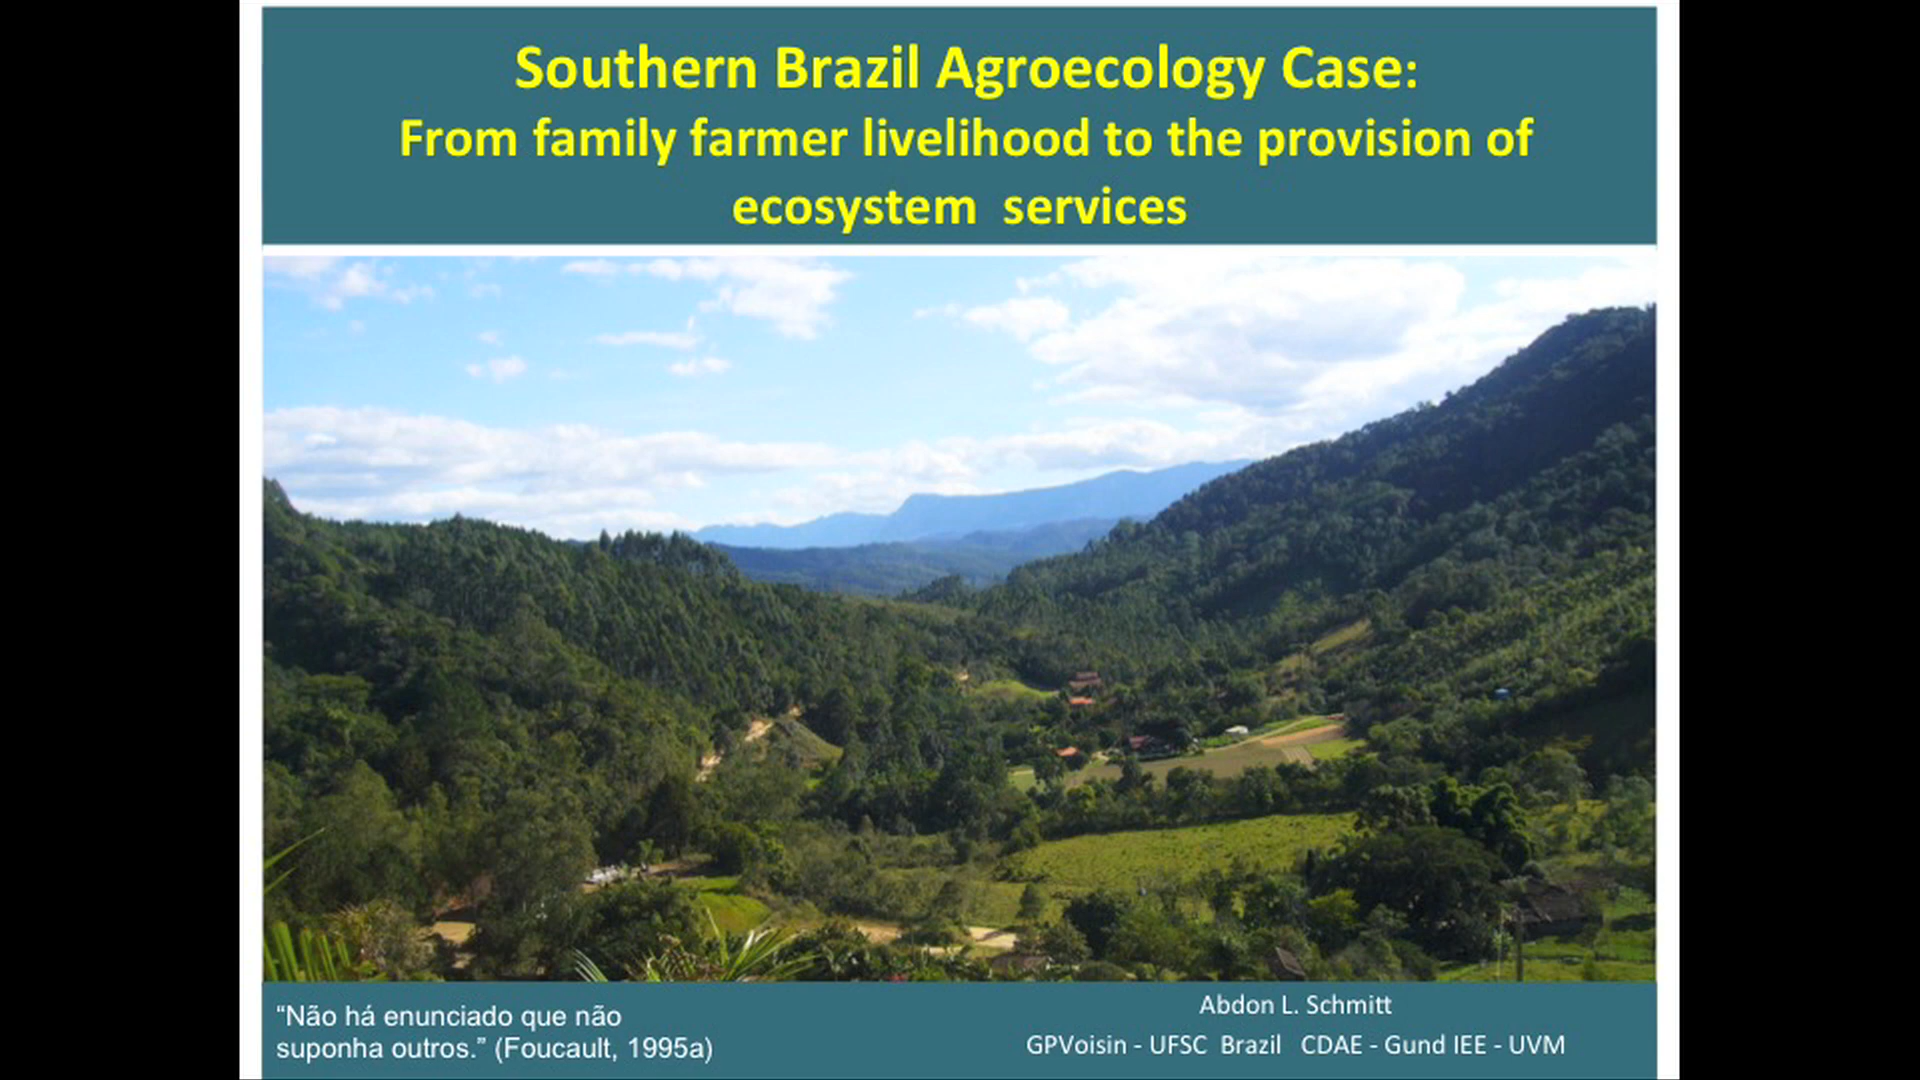 Southern Brazil Agroecology Case:
From family farmer livelihood to the provision of
ecosystem services
“Não há enunciado que não
suponha outros.” (Foucault, 1995a)
Abdon L. Schmitt
GPVoisin - UFSC Brazil CDAE - Gund IEE - UVM